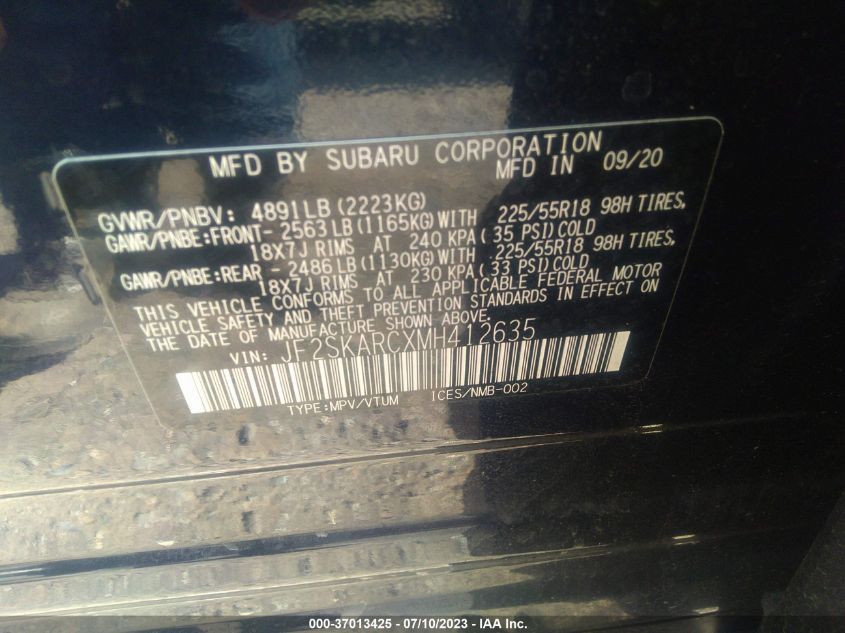 MFD BY SUBARU CORPORATION
MFD IN 09/20
GVWR/PNBV: 4891LB (2223KG)
GAWR/PNBE:FRONT- 2563 LB (1165KG) WITH 225/55R18 98H TIRES,
18X7J RIMS AT 240 KPA ( 35 PSI) COLD
GAWR/PNBE:REAR - 2486 LB (1130KG) WITH 225/55R18 98H TIRES,
18X7J RIMS AT 230 KPA ( 33 PSI) COLD
THIS VEHICLE CONFORMS TO ALL APPLICABLE FEDERAL MOTOR
VEHICLE SAFETY AND THEFT PREVENTION STANDARDS IN EFFECT ON
THE DATE OF MANUFACTURE SHOWN ABOVE.
VIN: JF2SKARCXMH412635
TYPE:MPV/VTUM ICES/NMB-002
000-37013425 - 07/10/2023 - IAA Inc.